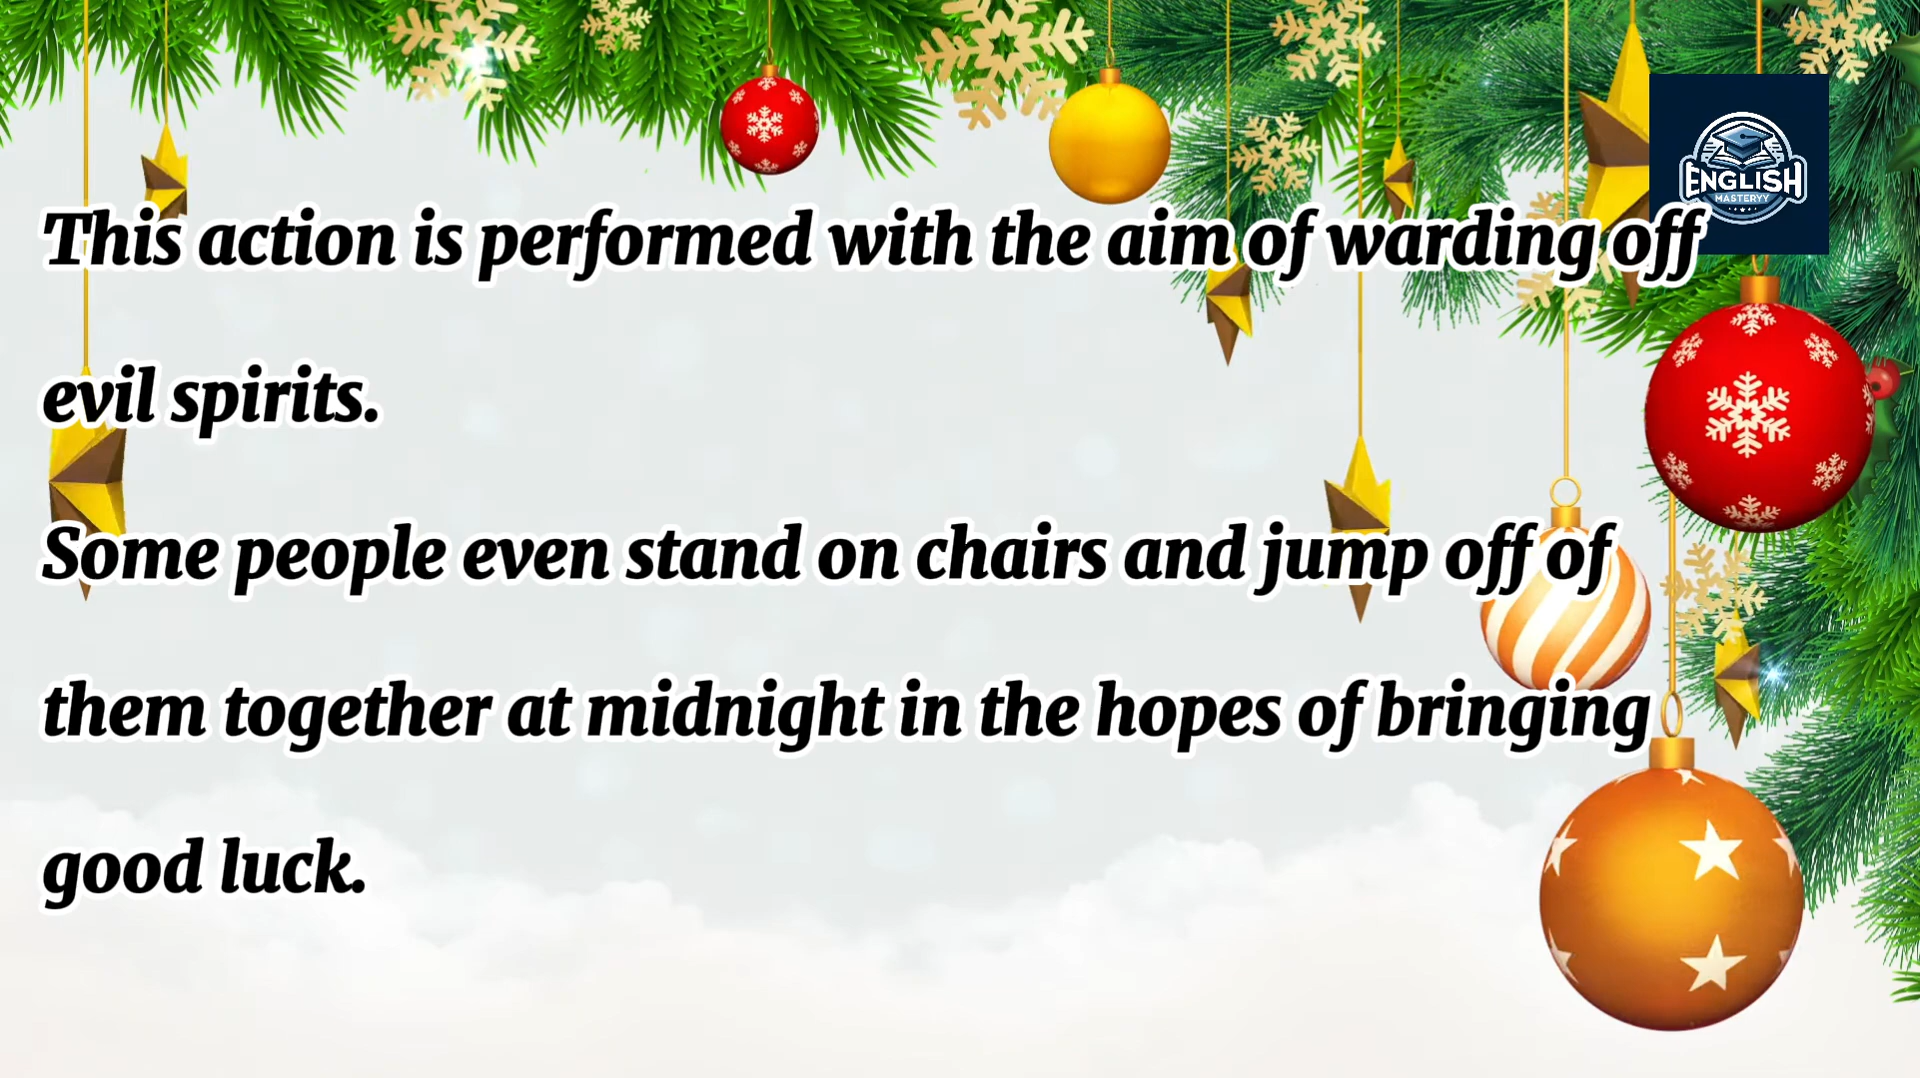 ENGLISH
MASTERYY
This action is performed with the aim of warding off
evil spirits.
Some people even stand on chairs and jump off of
them together at midnight in the hopes of bringing
good luck.